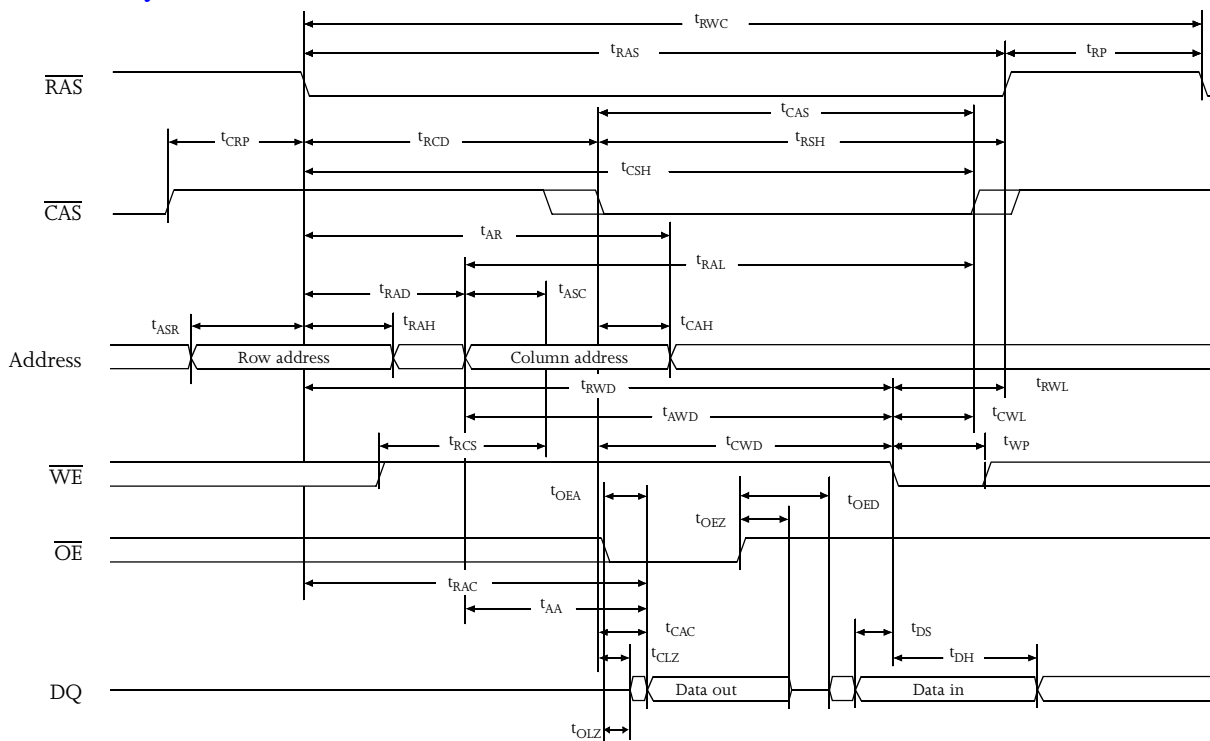 tRWC
tRAS
tRP
RAS
tCAS
tCRP
tRCD
tRSH
tCSH
CAS
tAR
tRAL
tRAD
tASC
tASR
tRAH
tCAH
Address
Row address
Column address
tRWD
tRWL
tAWD
tCWL
tRCS
tCWD
tWP
WE
tOEA
tOED
tOEZ
OE
tRAC
tAA
tCAC
tDS
tCLZ
tDH
DQ
Data out
Data in
tOLZ